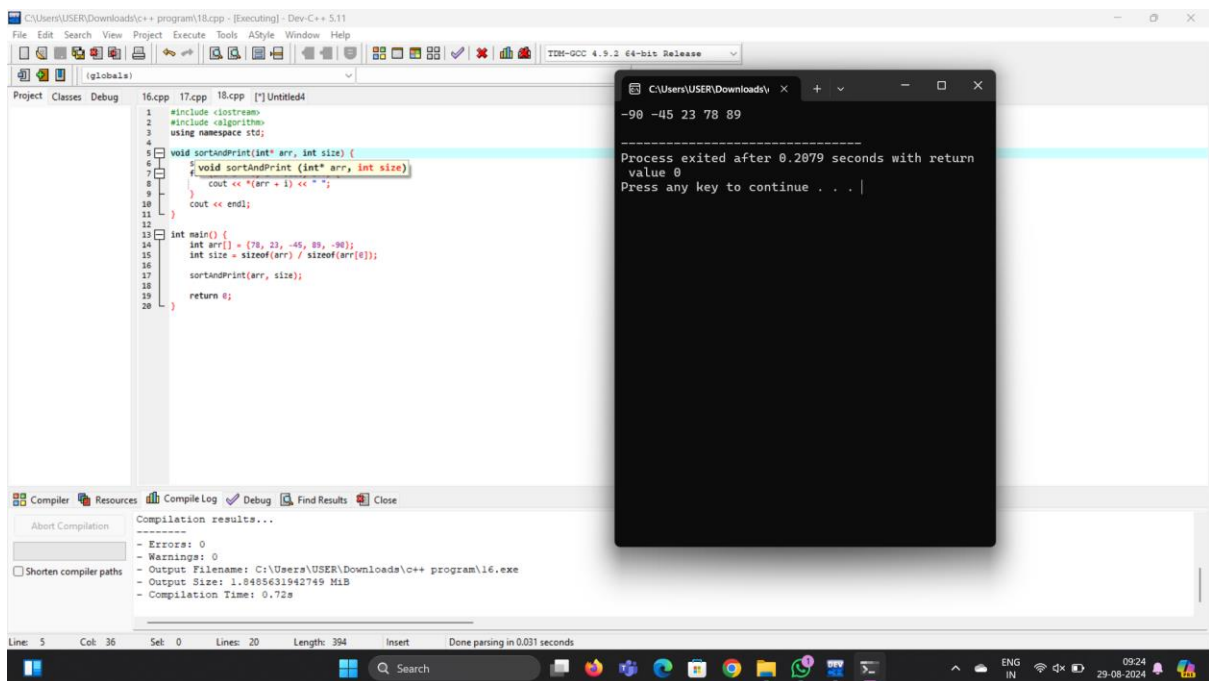 C:\Users\USER\Downloads\c++ program\18.cpp - [Executing] - Dev-C++ 5.11
File Edit Search View Project Execute Tools AStyle Window Help
TDM-GCC 4.9.2 64-bit Release
(globals)
Project Classes Debug
16.cpp 17.cpp 18.cpp [*] Untitled4
1 #include <iostream>
2 #include <algorithm>
3 using namespace std;
4
5 void sortAndPrint(int* arr, int size) {
6 s
void sortAndPrint (int* arr, int size)
7 f
8 cout << *(arr + i) << " ";
9 }
10 cout << endl;
11 }
12
13 int main() {
14 int arr[] = {78, 23, -45, 89, -90};
15 int size = sizeof(arr) / sizeof(arr[0]);
16
17 sortAndPrint(arr, size);
18
19 return 0;
20 }
C:\Users\USER\Downloads\
-90 -45 23 78 89
--------------------------------
Process exited after 0.2079 seconds with return
value 0
Press any key to continue . . .
Compiler Resources Compile Log Debug Find Results Close
Abort Compilation
Shorten compiler paths
Compilation results...
--------
- Errors: 0
- Warnings: 0
- Output Filename: C:\Users\USER\Downloads\c++ program\16.exe
- Output Size: 1.8485631942749 MiB
- Compilation Time: 0.72s
Line: 5 Col: 36 Sel: 0 Lines: 20 Length: 394 Insert Done parsing in 0.031 seconds
Search
ENG
IN
09:24
29-08-2024